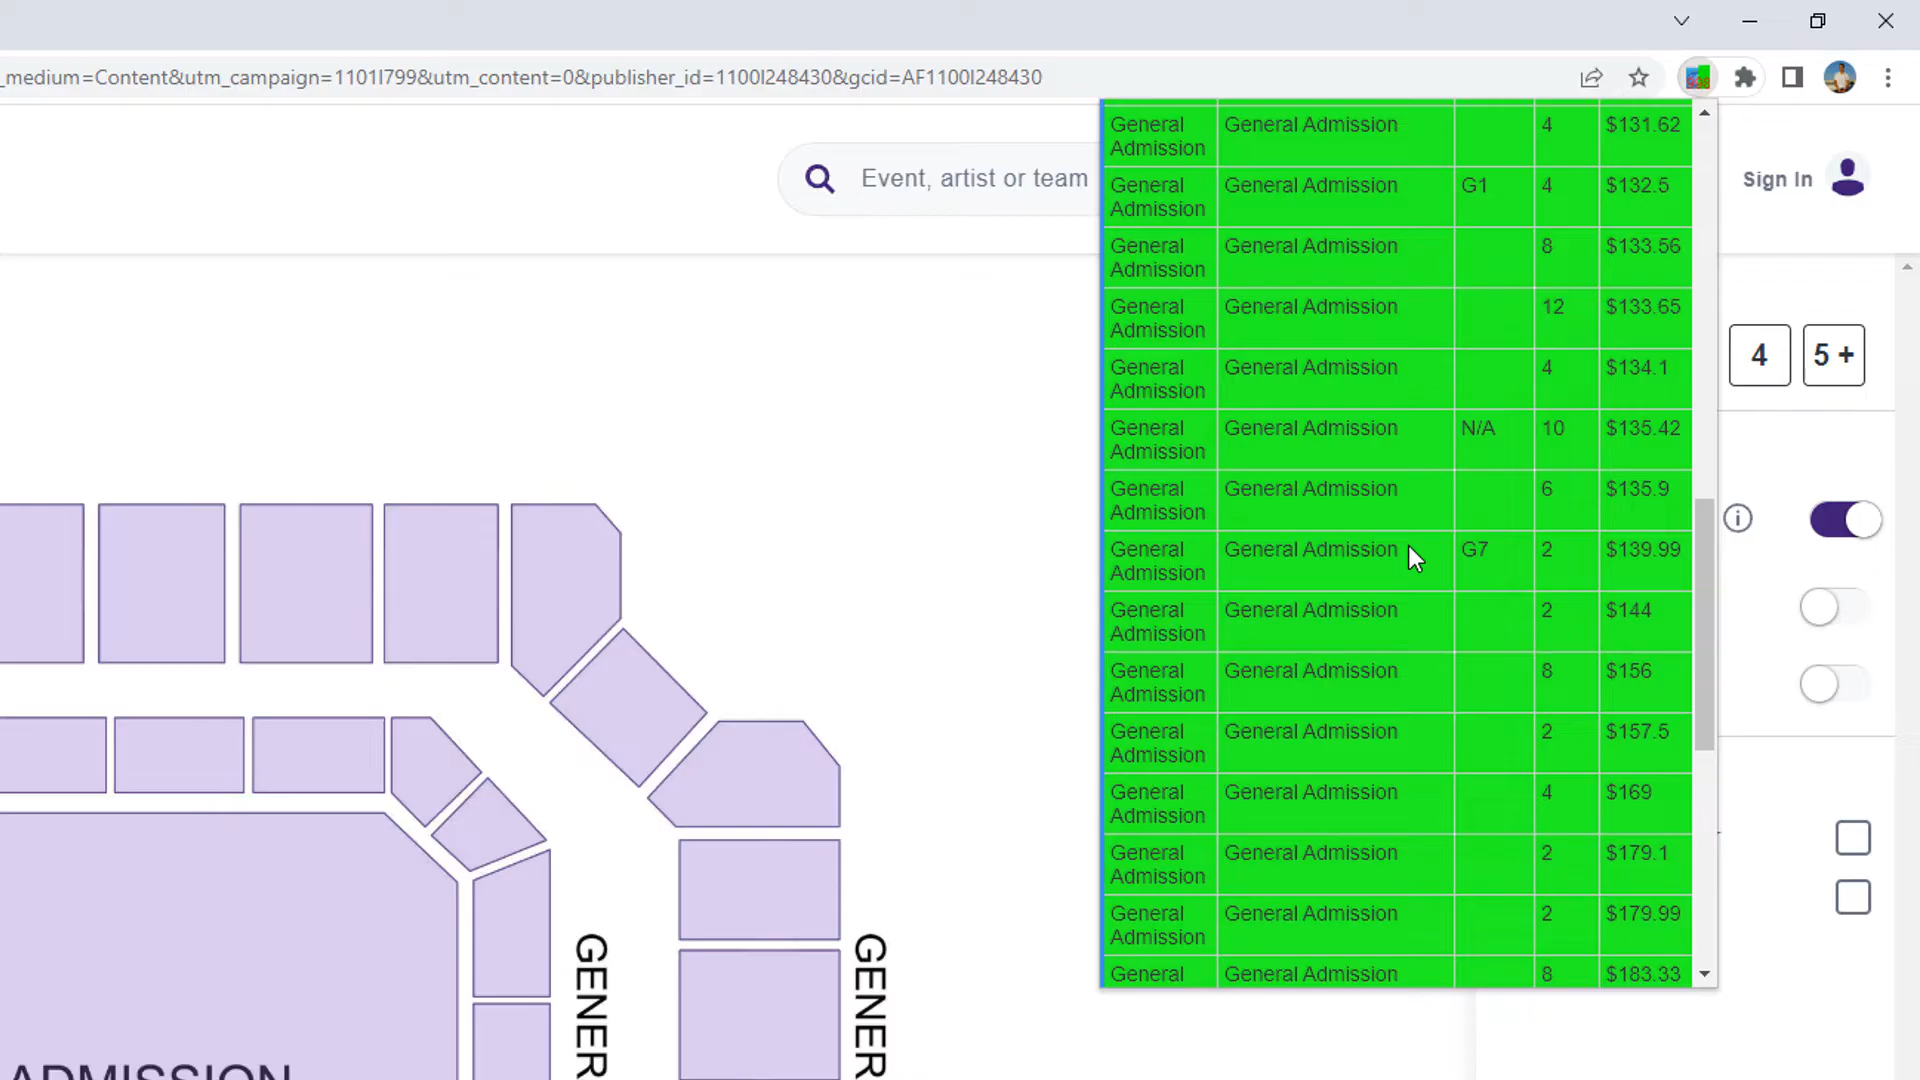 _medium=Content&utm_campaign=1101l799&utm_content=0&publisher_id=1100l248430&gcid=AF1100l248430
Event, artist or team
Sign In
General Admission General Admission 4 $131.62
General Admission General Admission G1 4 $132.5
General Admission General Admission 8 $133.56
General Admission General Admission 12 $133.65
General Admission General Admission 4 $134.1
General Admission General Admission N/A 10 $135.42
General Admission General Admission 6 $135.9
General Admission General Admission G7 2 $139.99
General Admission General Admission 2 $144
General Admission General Admission 8 $156
General Admission General Admission 2 $157.5
General Admission General Admission 4 $169
General Admission General Admission 2 $179.1
General Admission General Admission 2 $179.99
General General Admission 8 $183.33
4 5 +
GENER
GENER
ADMISSION